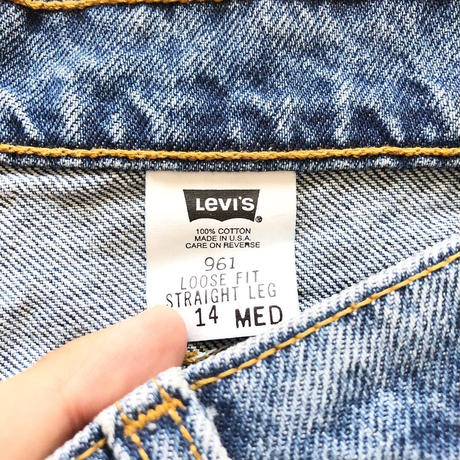 Levi's
100% COTTON
MADE IN U.S.A.
CARE ON REVERSE
961
LOOSE FIT
STRAIGHT LEG
14 MED